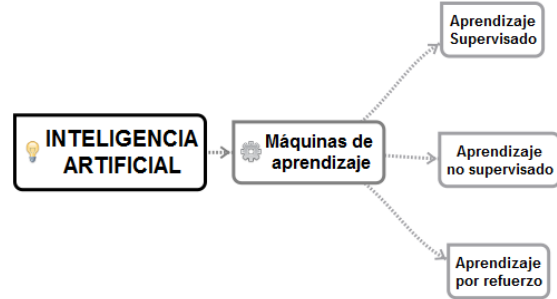 INTELIGENCIA
ARTIFICIAL
Máquinas de
aprendizaje
Aprendizaje
Supervisado
Aprendizaje
no supervisado
Aprendizaje
por refuerzo